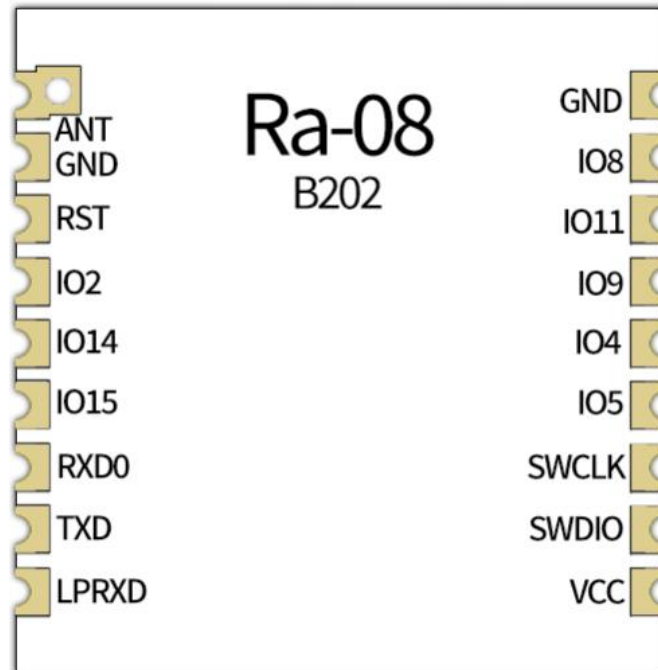 Ra-08
B202
ANT
GND
RST
IO2
IO14
IO15
RXD0
TXD
LPRXD
GND
IO8
IO11
IO9
IO4
IO5
SWCLK
SWDIO
VCC